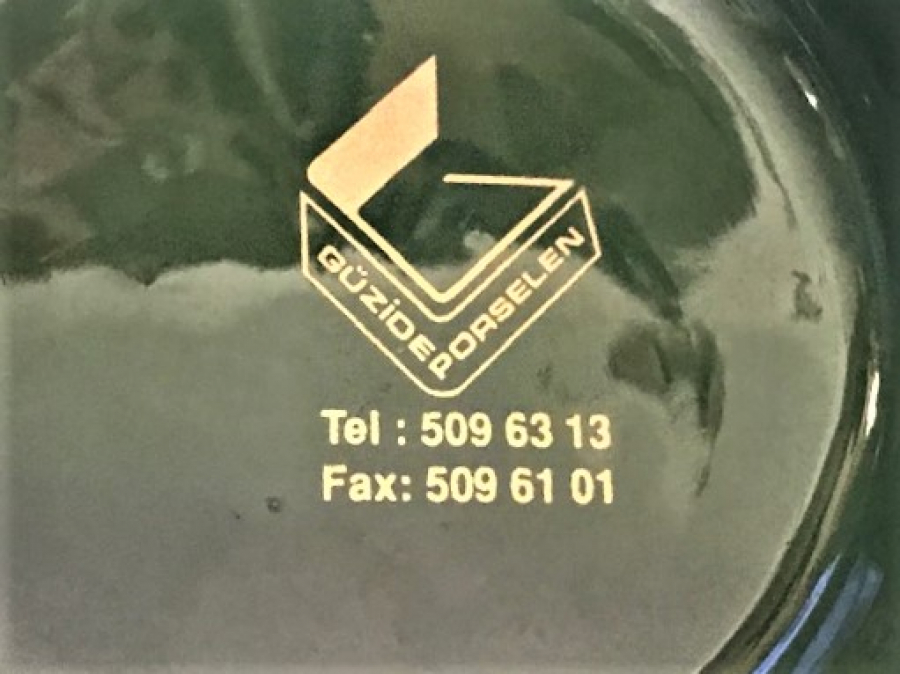 GÜZİDE PORSELEN
Tel : 509 63 13
Fax: 509 61 01